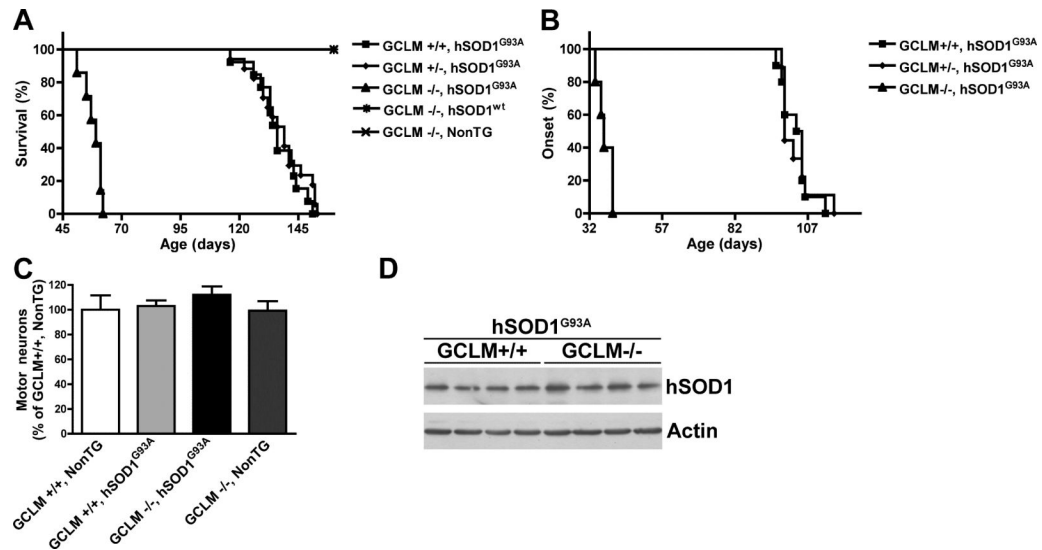 A
Survival (%)
100
80
60
40
20
0
45 70 95 120 145
Age (days)
GCLM +/+, hSOD1G93A
GCLM +/-, hSOD1G93A
GCLM -/-, hSOD1G93A
GCLM -/-, hSOD1wt
GCLM -/-, NonTG
B
Onset (%)
100
80
60
40
20
0
32 57 82 107
Age (days)
GCLM+/+, hSOD1G93A
GCLM+/-, hSOD1G93A
GCLM-/-, hSOD1G93A
C
Motor neurons
(% of GCLM+/+, NonTG)
120
100
80
60
40
20
0
GCLM +/+, NonTG
GCLM +/+, hSOD1G93A
GCLM -/-, hSOD1G93A
GCLM -/-, NonTG
D
hSOD1G93A
GCLM+/+ GCLM-/-
hSOD1
Actin